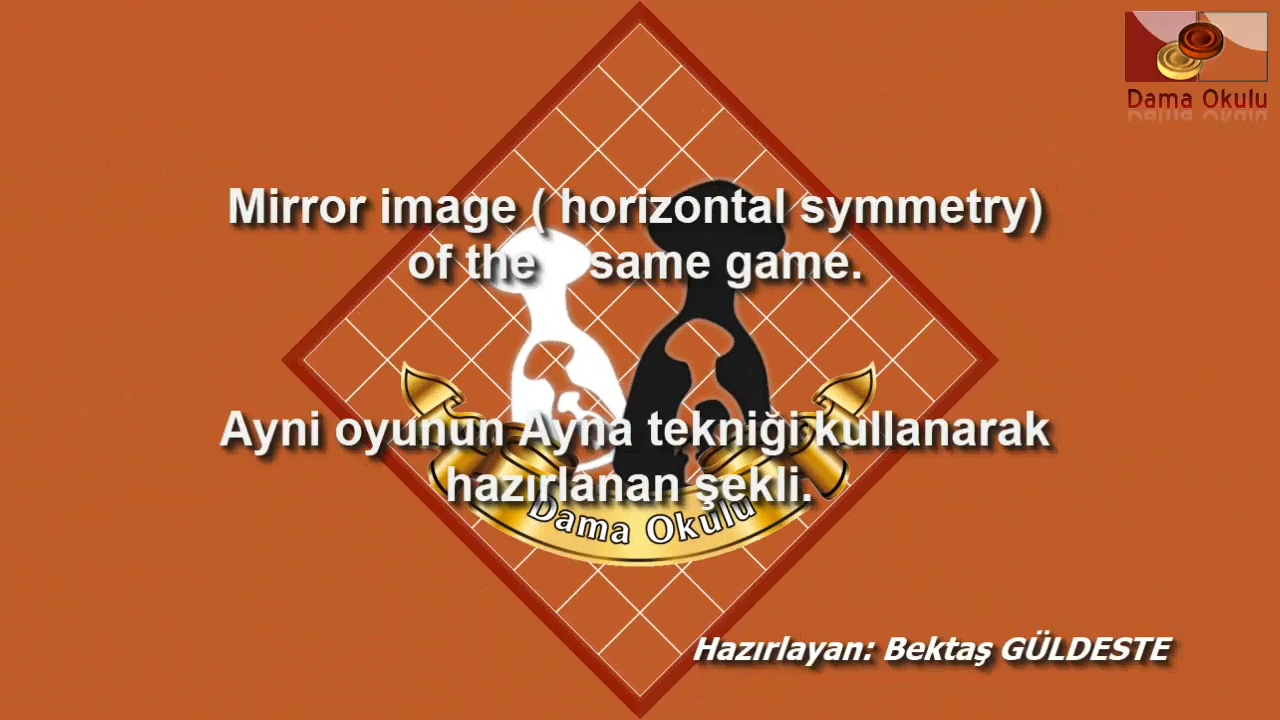 Dama Okulu
Mirror image ( horizontal symmetry)
of the same game.
Ayni oyunun Ayna tekniği kullanarak
hazırlanan şekli.
Dama Okulu
Hazırlayan: Bektaş GÜLDESTE